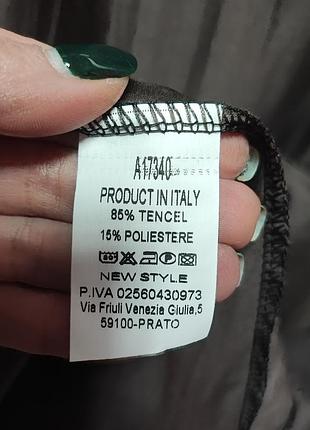 A17340
PRODUCT IN ITALY
85% TENCEL
15% POLIESTERE
NEW STYLE
P.IVA 02560430973
Via Friuli Venezia Giulia,5
59100-PRATO